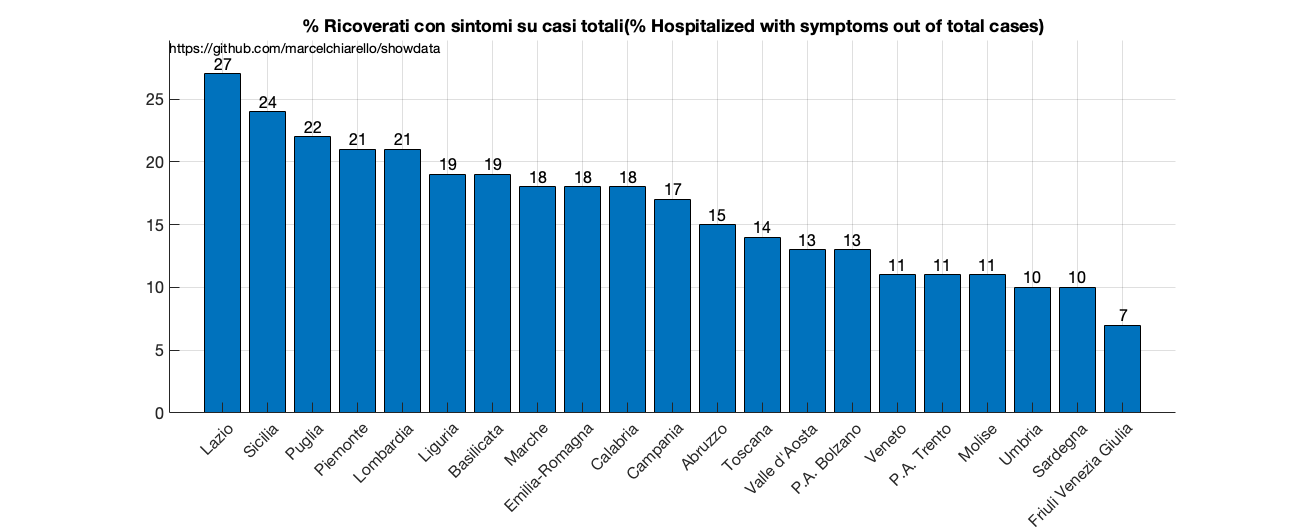 % Ricoverati con sintomi su casi totali(% Hospitalized with symptoms out of total cases)
https://github.com/marcelchiarello/showdata
27
24
22
21
21
19
19
18
18
18
17
15
14
13
13
11
11
11
10
10
7
25
20
15
10
5
0
Lazio
Sicilia
Puglia
Piemonte
Lombardia
Liguria
Basilicata
Marche
Emilia-Romagna
Calabria
Campania
Abruzzo
Toscana
Valle d'Aosta
P.A. Bolzano
Veneto
P.A. Trento
Molise
Umbria
Sardegna
Friuli Venezia Giulia